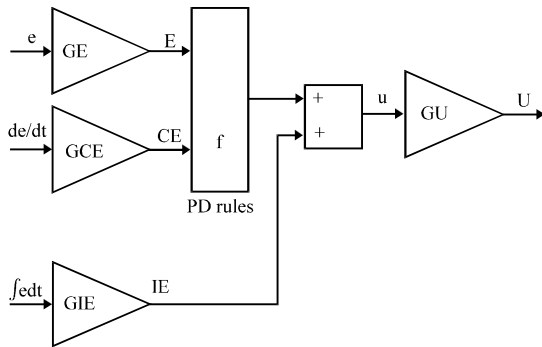 e
GE
E
de/dt
GCE
CE
f
PD rules
+
+
u
GU
U
∫edt
GIE
IE